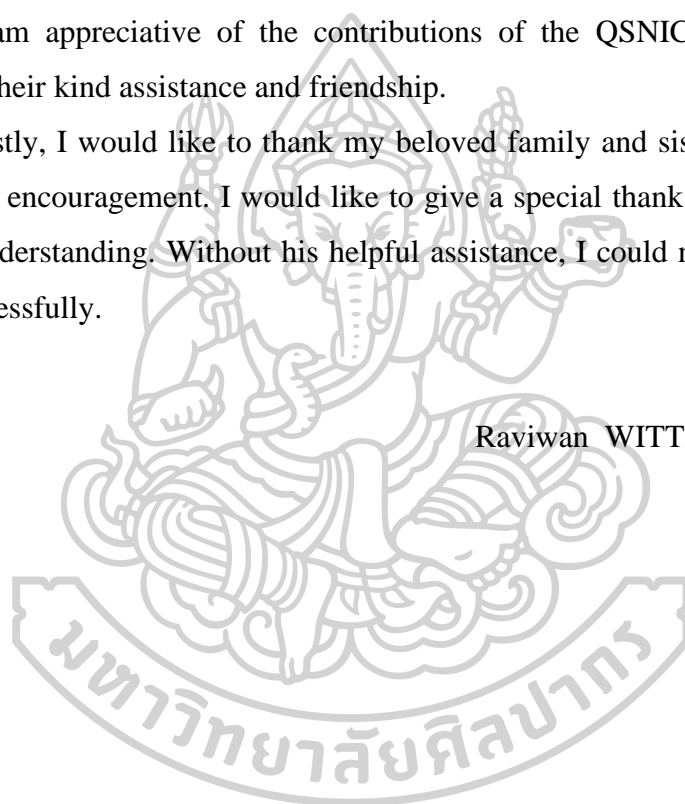 am appreciative of the contributions of the QSNIC
their kind assistance and friendship.
stly, I would like to thank my beloved family and sis
encouragement. I would like to give a special thank
derstanding. Without his helpful assistance, I could
essfully.
Raviwan WITT
มหาวิทยาลัยศิลปากร